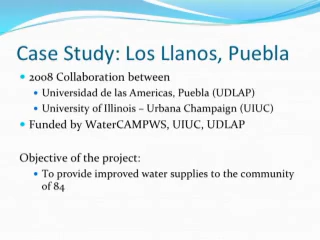 Case Study: Los Llanos, Puebla
2008 Collaboration between
Universidad de las Americas, Puebla (UDLAP)
University of Illinois – Urbana Champaign (UIUC)
Funded by WaterCAMPWS, UIUC, UDLAP
Objective of the project:
To provide improved water supplies to the community
of 84